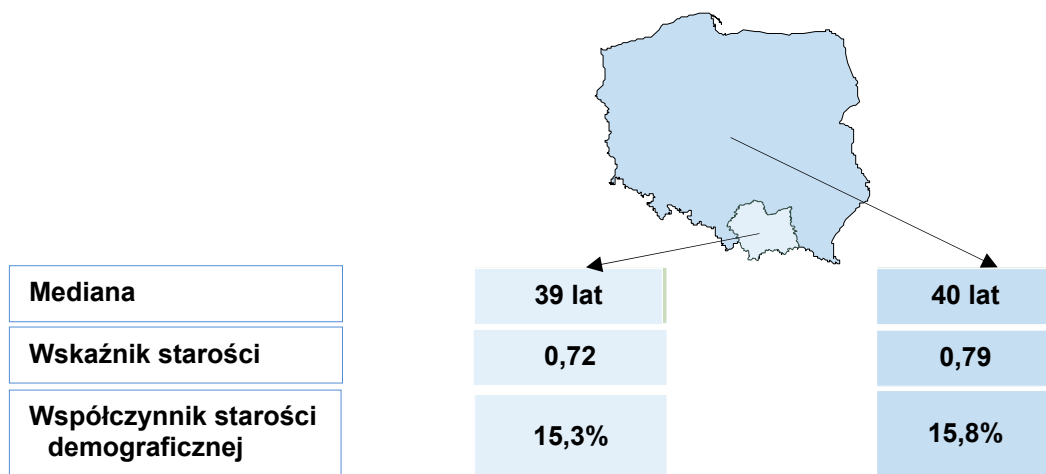 Mediana
39 lat
40 lat
Wskaźnik starości
0,72
0,79
Współczynnik starości
demograficznej
15,3%
15,8%